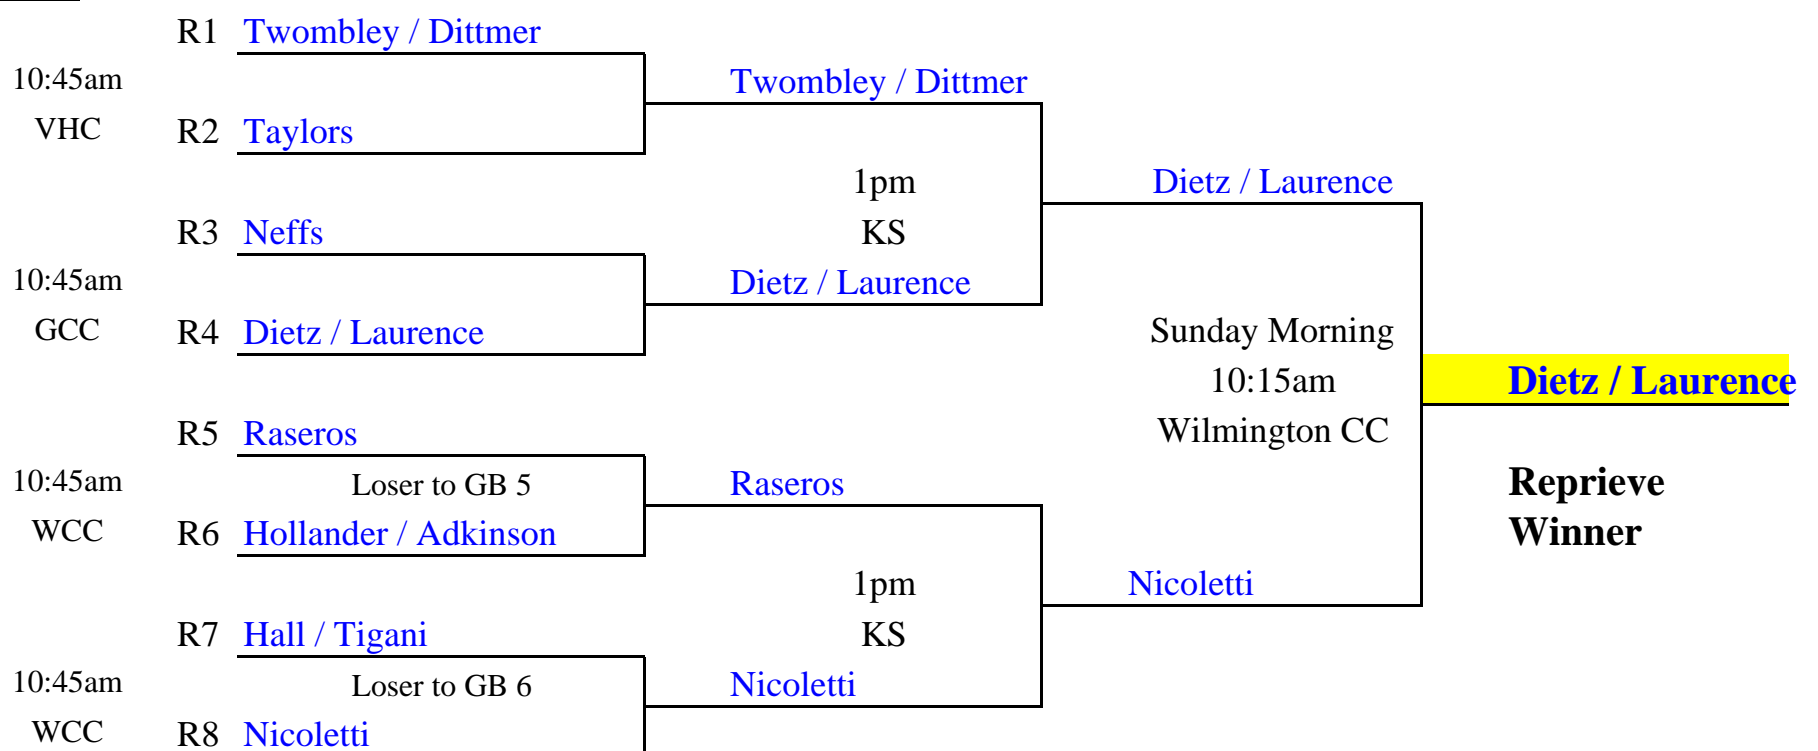 R1 Twombley / Dittmer
10:45am
Twombley / Dittmer
VHC
R2 Taylors
1pm
Dietz / Laurence
R3 Neffs
KS
10:45am
Dietz / Laurence
GCC
R4 Dietz / Laurence
Sunday Morning
10:15am
Dietz / Laurence
R5 Raseros
Wilmington CC
10:45am
Loser to GB 5
Raseros
Reprieve
WCC
R6 Hollander / Adkinson
Winner
1pm
Nicoletti
R7 Hall / Tigani
KS
10:45am
Loser to GB 6
Nicoletti
WCC
R8 Nicoletti